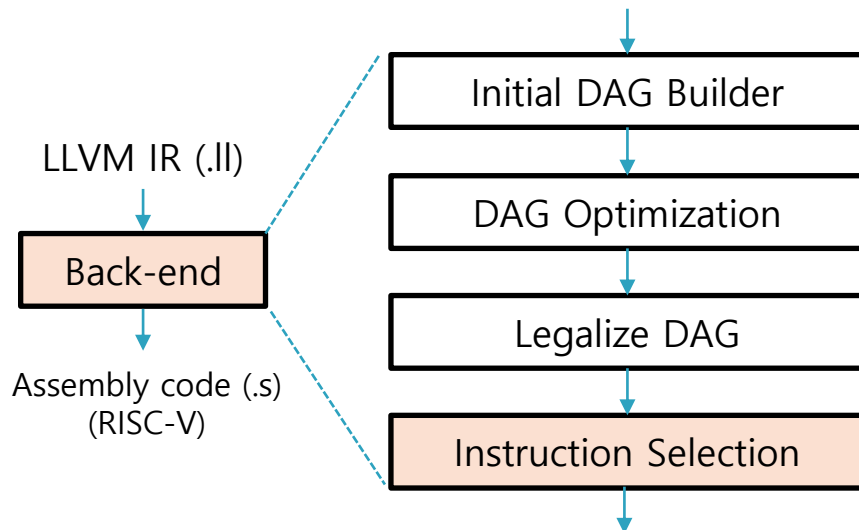 LLVM IR (.ll)
Back-end
Assembly code (.s)
(RISC-V)
Initial DAG Builder
DAG Optimization
Legalize DAG
Instruction Selection